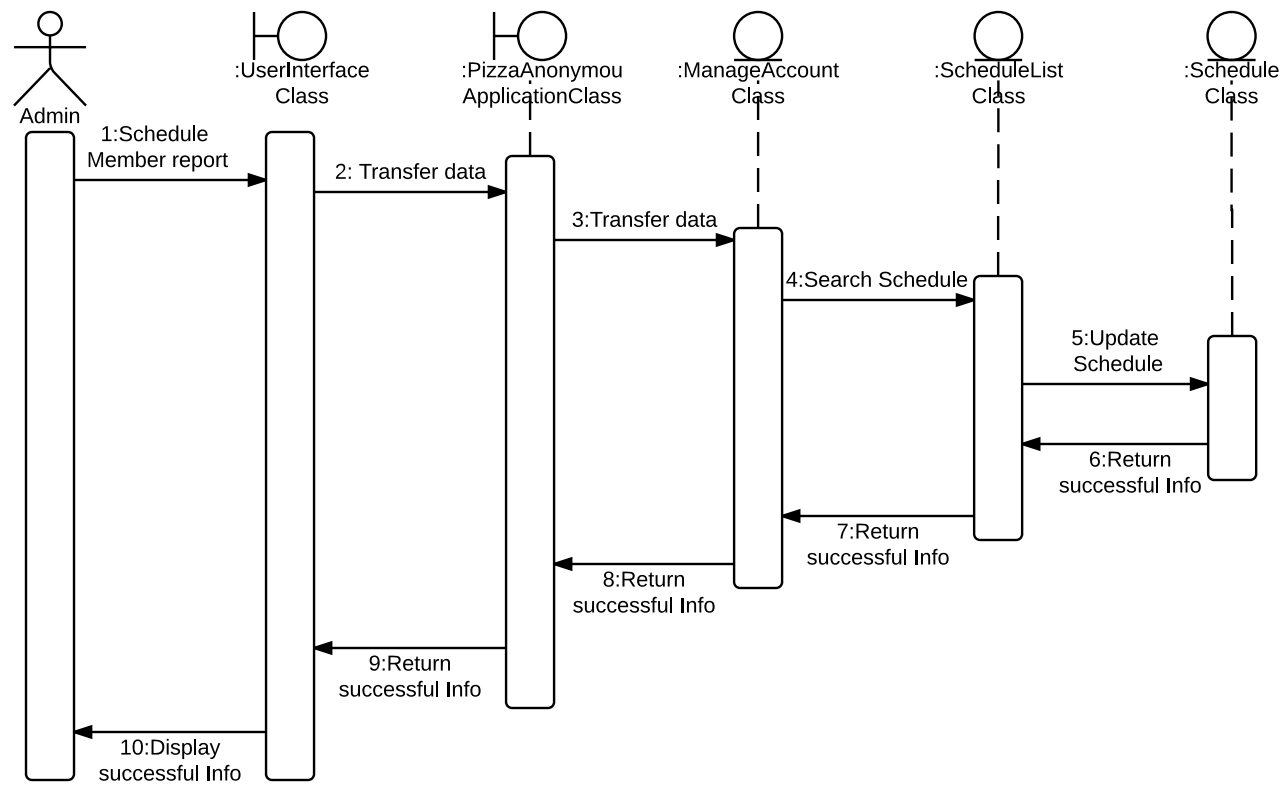 Admin
:UserInterface
Class
:PizzaAnonymou
ApplicationClass
:ManageAccount
Class
:ScheduleList
Class
:Schedule
Class
1:Schedule
Member report
2: Transfer data
3:Transfer data
4:Search Schedule
5:Update
Schedule
6:Return
successful Info
7:Return
successful Info
8:Return
successful Info
9:Return
successful Info
10:Display
successful Info